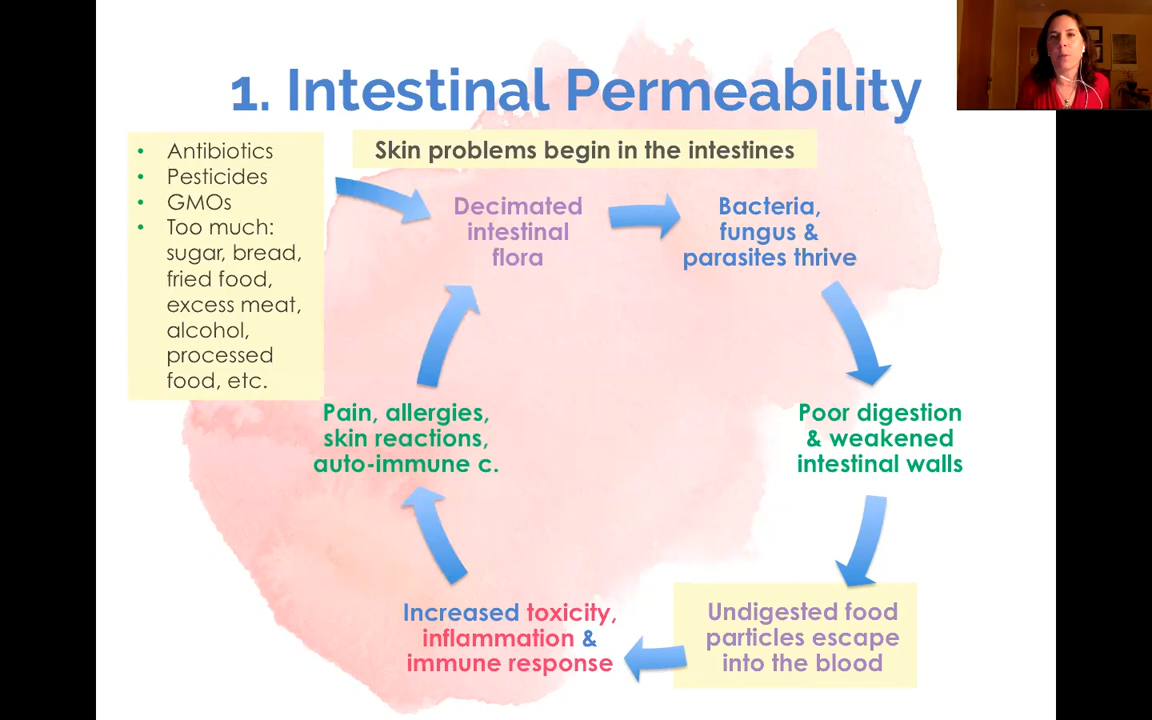 1. Intestinal Permeability
• Antibiotics
• Pesticides
• GMOs
• Too much:
sugar, bread,
fried food,
excess meat,
alcohol,
processed
food, etc.
Skin problems begin in the intestines
Decimated
intestinal
flora
Bacteria,
fungus &
parasites thrive
Poor digestion
& weakened
intestinal walls
Undigested food
particles escape
into the blood
Increased toxicity,
inflammation &
immune response
Pain, allergies,
skin reactions,
auto-immune c.